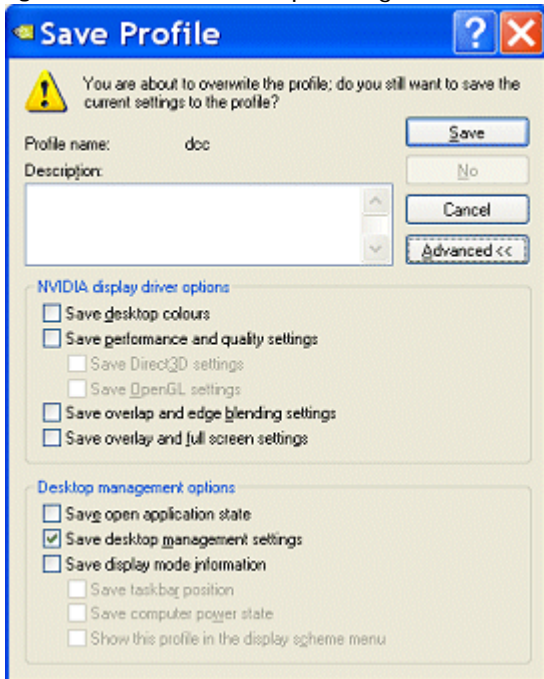 Save Profile
You are about to overwrite the profile; do you still want to save the
current settings to the profile?
Save
Profile name: dcc
No
Description:
Cancel
Advanced <<
NVIDIA display driver options
Save desktop colours
Save performance and quality settings
Save Direct3D settings
Save OpenGL settings
Save overlap and edge blending settings
Save overlay and full screen settings
Desktop management options
Save open application state
Save desktop management settings
Save display mode information
Save taskbar position
Save computer power state
Show this profile in the display scheme menu